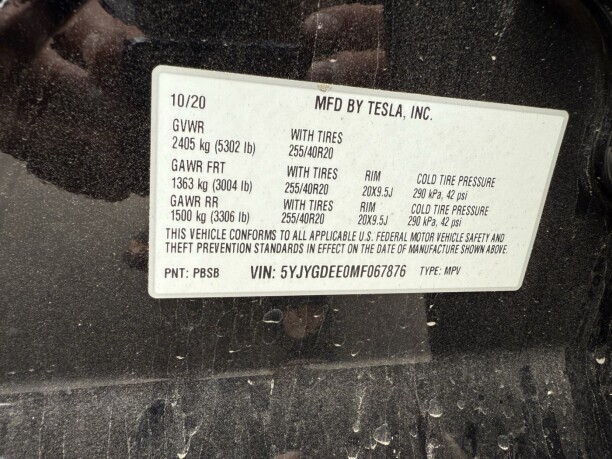 10/20 MFD BY TESLA, INC.
GVWR WITH TIRES
2405 kg (5302 lb) 255/40R20
GAWR FRT WITH TIRES RIM COLD TIRE PRESSURE
1363 kg (3004 lb) 255/40R20 20X9.5J 290 kPa, 42 psi
GAWR RR WITH TIRES RIM COLD TIRE PRESSURE
1500 kg (3306 lb) 255/40R20 20X9.5J 290 kPa, 42 psi
THIS VEHICLE CONFORMS TO ALL APPLICABLE U.S. FEDERAL MOTOR VEHICLE SAFETY AND
THEFT PREVENTION STANDARDS IN EFFECT ON THE DATE OF MANUFACTURE SHOWN ABOVE.
PNT: PBSB VIN: 5YJYGDEE0MF067876 TYPE: MPV